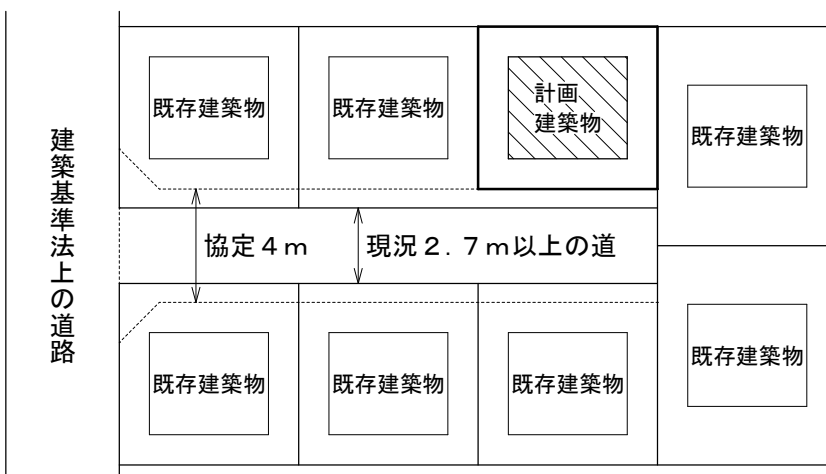 既存建築物
既存建築物
計画
建築物
既存建築物
建築基準法上の道路
協定4m
現況2.7m以上の道
既存建築物
既存建築物
既存建築物
既存建築物